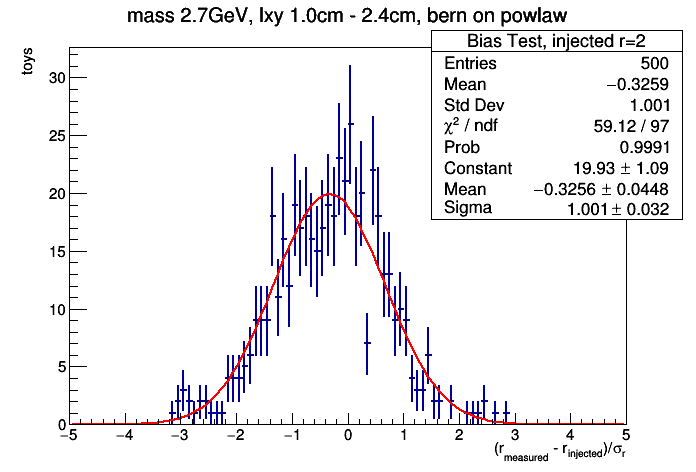 mass 2.7GeV, lxy 1.0cm - 2.4cm, bern on powlaw
toys
Bias Test, injected r=2
Entries 500
Mean −0.3259
Std Dev 1.001
χ² / ndf 59.12 / 97
Prob 0.9991
Constant 19.93 ± 1.09
Mean −0.3256 ± 0.0448
Sigma 1.001 ± 0.032
30
25
20
15
10
5
0
−5 −4 −3 −2 −1 0 1 2 3 4 5
(r_measured - r_injected)/σ_r